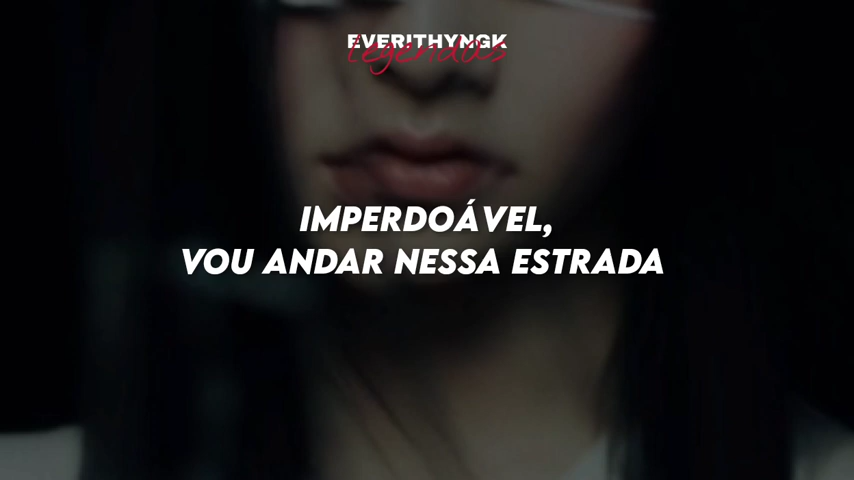 EVERITHYNGK
legendas
IMPERDOÁVEL,
VOU ANDAR NESSA ESTRADA